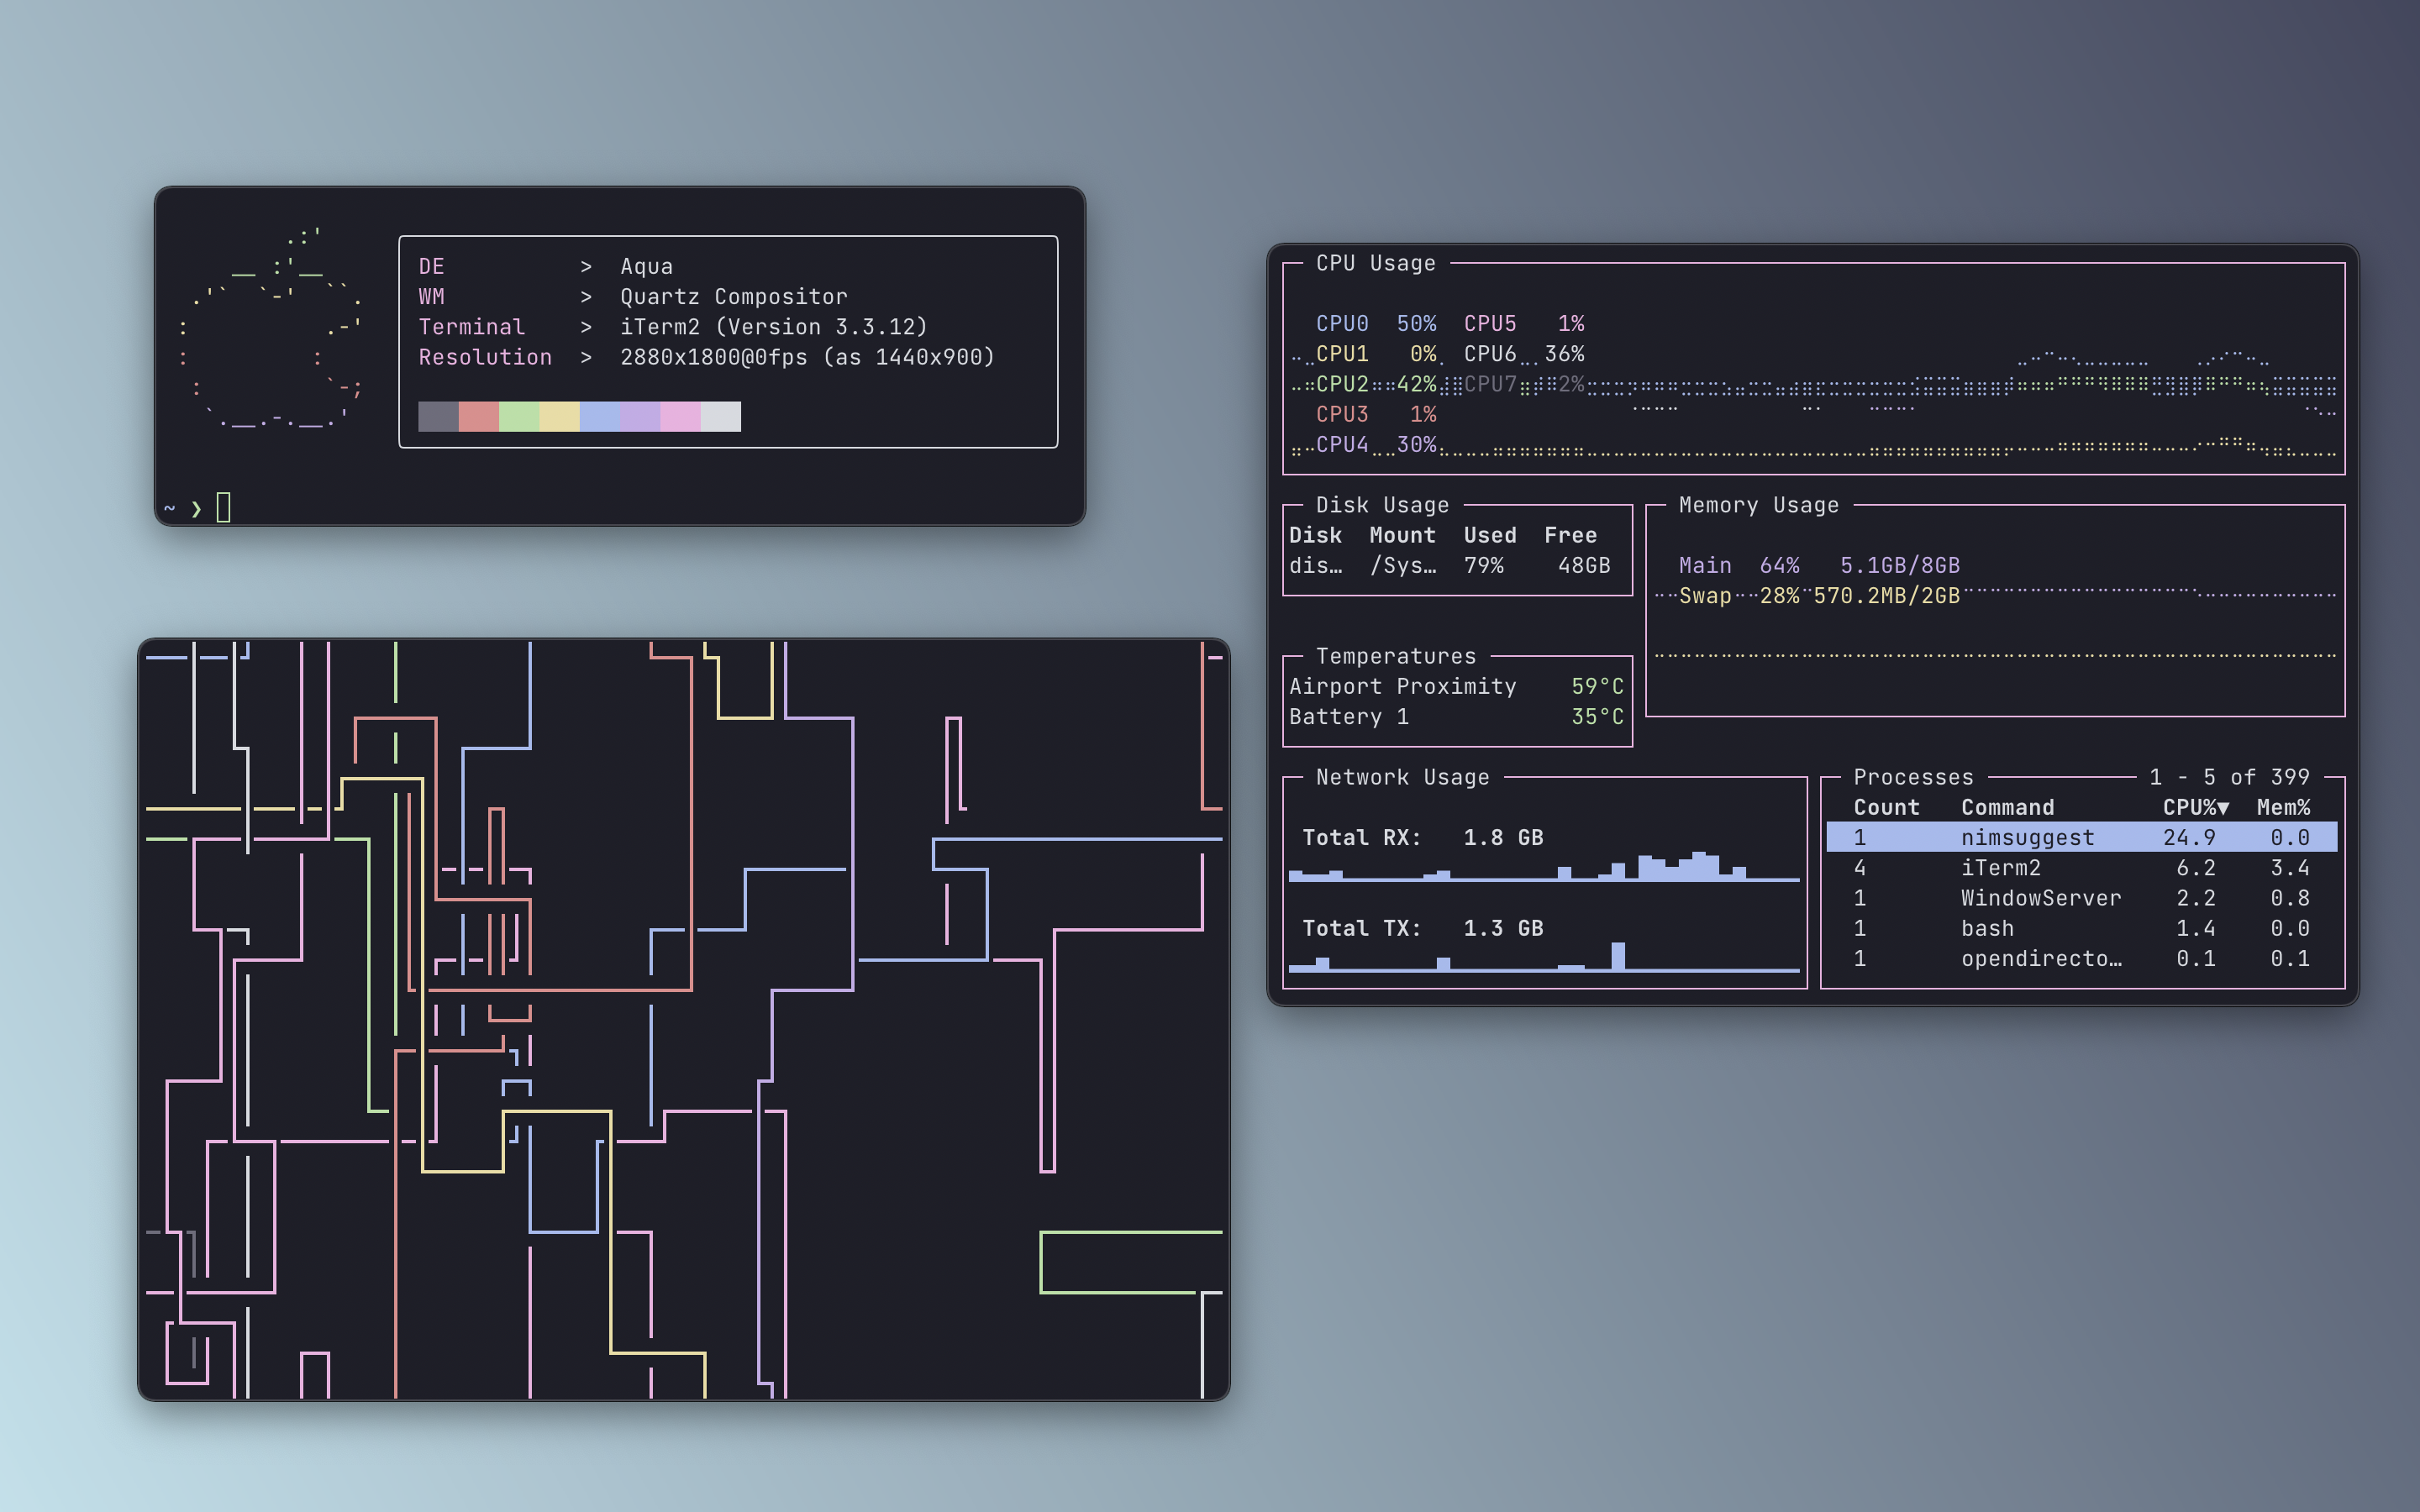 DE > Aqua
WM > Quartz Compositor
Terminal > iTerm2 (Version 3.3.12)
Resolution > 2880x1800@0fps (as 1440x900)
~ ❯
CPU Usage
CPU0 50% CPU5 1%
CPU1 0% CPU6 36%
CPU2 42% CPU7 2%
CPU3 1%
CPU4 30%
Disk Usage
Disk Mount Used Free
dis… /Sys… 79% 48GB
Memory Usage
Main 64% 5.1GB/8GB
Swap 28% 570.2MB/2GB
Temperatures
Airport Proximity 59°C
Battery 1 35°C
Network Usage
Total RX: 1.8 GB
Total TX: 1.3 GB
Processes 1 - 5 of 399
Count Command CPU%▼ Mem%
1 nimsuggest 24.9 0.0
4 iTerm2 6.2 3.4
1 WindowServer 2.2 0.8
1 bash 1.4 0.0
1 opendirecto… 0.1 0.1